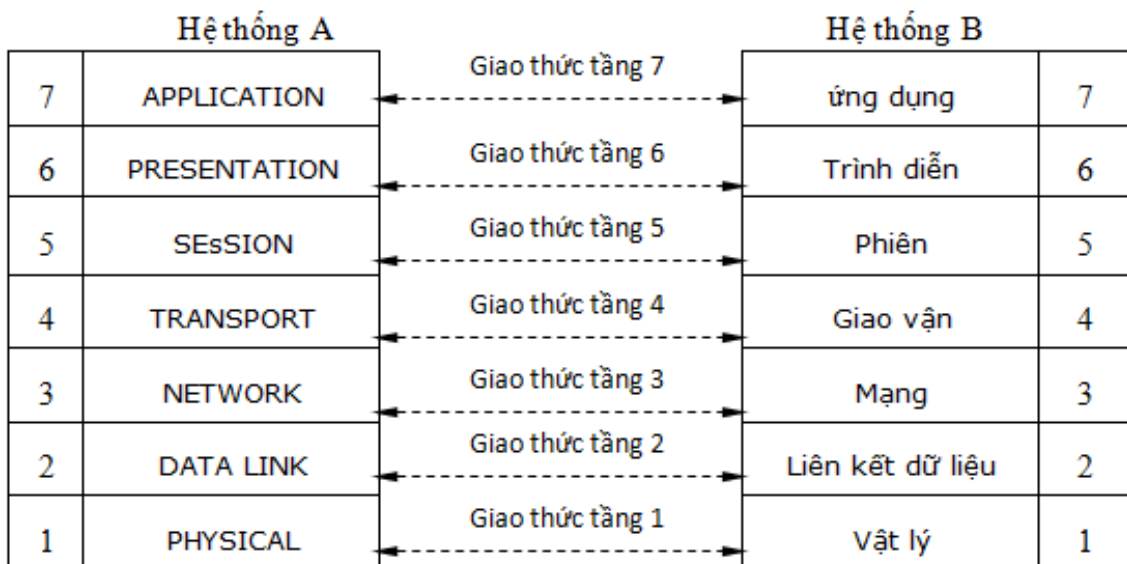 Hệ thống A Hệ thống B
Giao thức tầng 7
7 APPLICATION ứng dụng 7
Giao thức tầng 6
6 PRESENTATION Trình diễn 6
Giao thức tầng 5
5 SEsSION Phiên 5
Giao thức tầng 4
4 TRANSPORT Giao vận 4
Giao thức tầng 3
3 NETWORK Mạng 3
Giao thức tầng 2
2 DATA LINK Liên kết dữ liệu 2
Giao thức tầng 1
1 PHYSICAL Vật lý 1